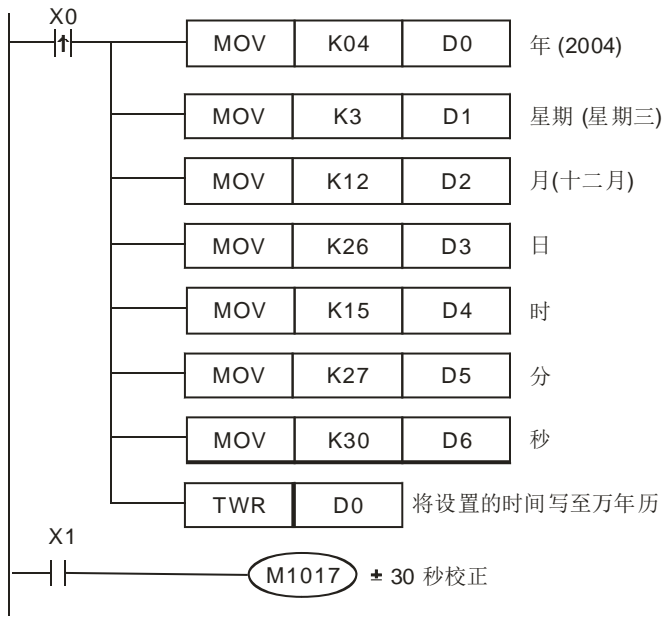 X0
MOV K04 D0 年 (2004)
MOV K3 D1 星期 (星期三)
MOV K12 D2 月(十二月)
MOV K26 D3 日
MOV K15 D4 时
MOV K27 D5 分
MOV K30 D6 秒
TWR D0 将设置的时间写至万年历
X1
M1017 ± 30 秒校正